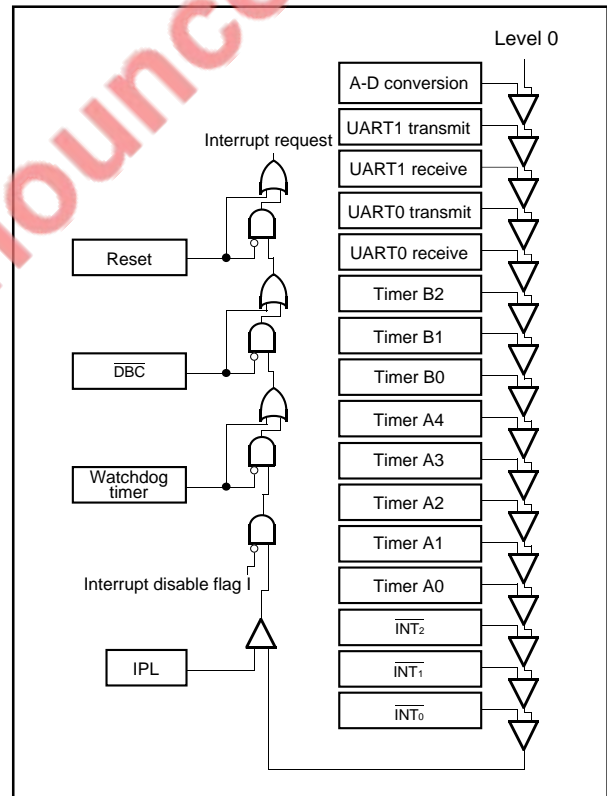 Level 0
A-D conversion
UART1 transmit
Interrupt request
UART1 receive
UART0 transmit
Reset
UART0 receive
Timer B2
Timer B1
DBC
Timer B0
Timer A4
Timer A3
Watchdog
timer
Timer A2
Timer A1
Interrupt disable flag I
Timer A0
INT2
IPL
INT1
INT0